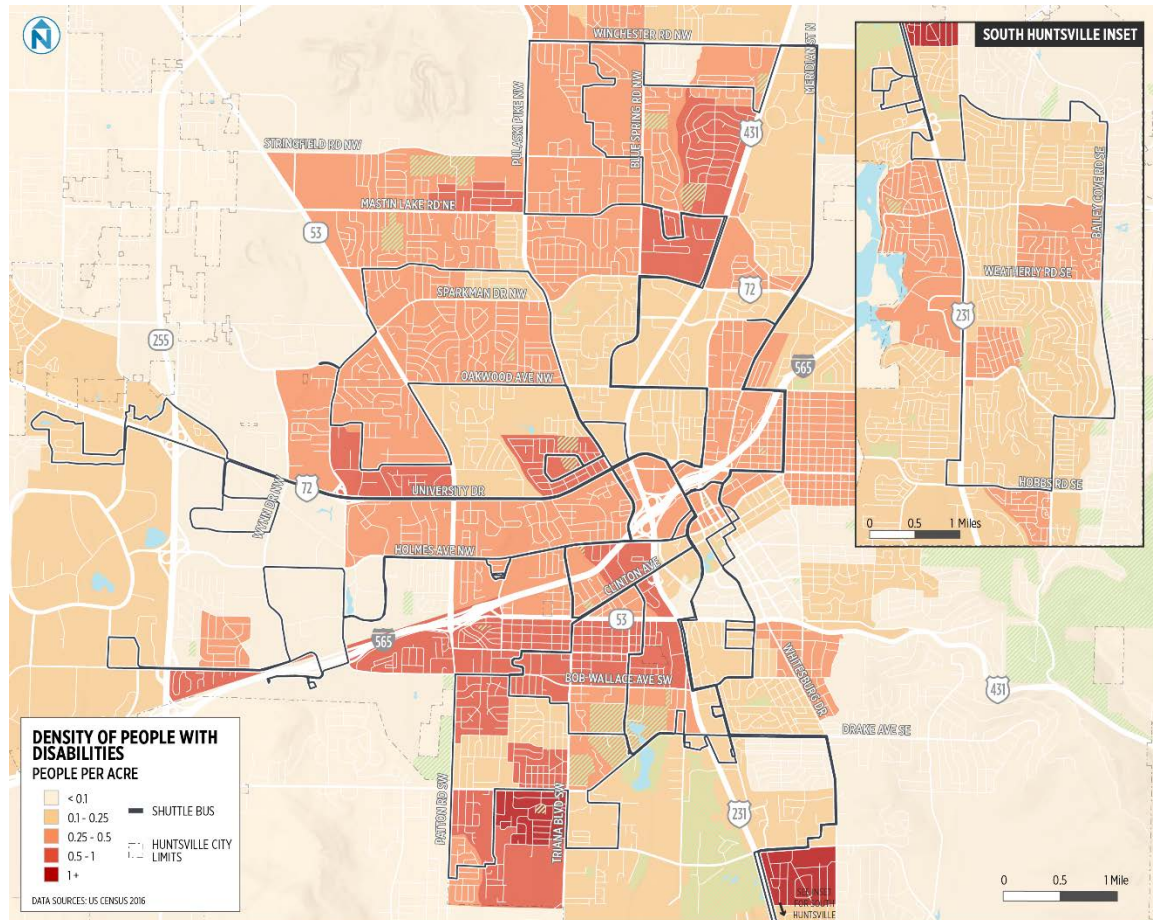 N
WINCHESTER RD NW
MERIDIAN ST N
SOUTH HUNTSVILLE INSET
PULASKI PIKE NW
BLUE SPRING RD NW
431
STRINGFIELD RD NW
BAILEY COVE RD SE
MASTIN LAKE RD NE
53
WEATHERLY RD SE
72
SPARKMAN DR NW
231
255
565
OAKWOOD AVE NW
72
UNIVERSITY DR
HOBBS RD SE
WYNN DR NW
0 0.5 1 Miles
HOLMES AVE NW
CLINTON AVE
53
565
WHITESBURG DR
BOB WALLACE AVE SW
431
DRAKE AVE SE
DENSITY OF PEOPLE WITH
DISABILITIES
PEOPLE PER ACRE
< 0.1
0.1 - 0.25
0.25 - 0.5
0.5 - 1
1 +
SHUTTLE BUS
HUNTSVILLE CITY
LIMITS
DATA SOURCES: US CENSUS 2016
PATTON RD SW
TRIANA BLVD SW
231
SEE INSET
FOR SOUTH
HUNTSVILLE
0 0.5 1 Mile